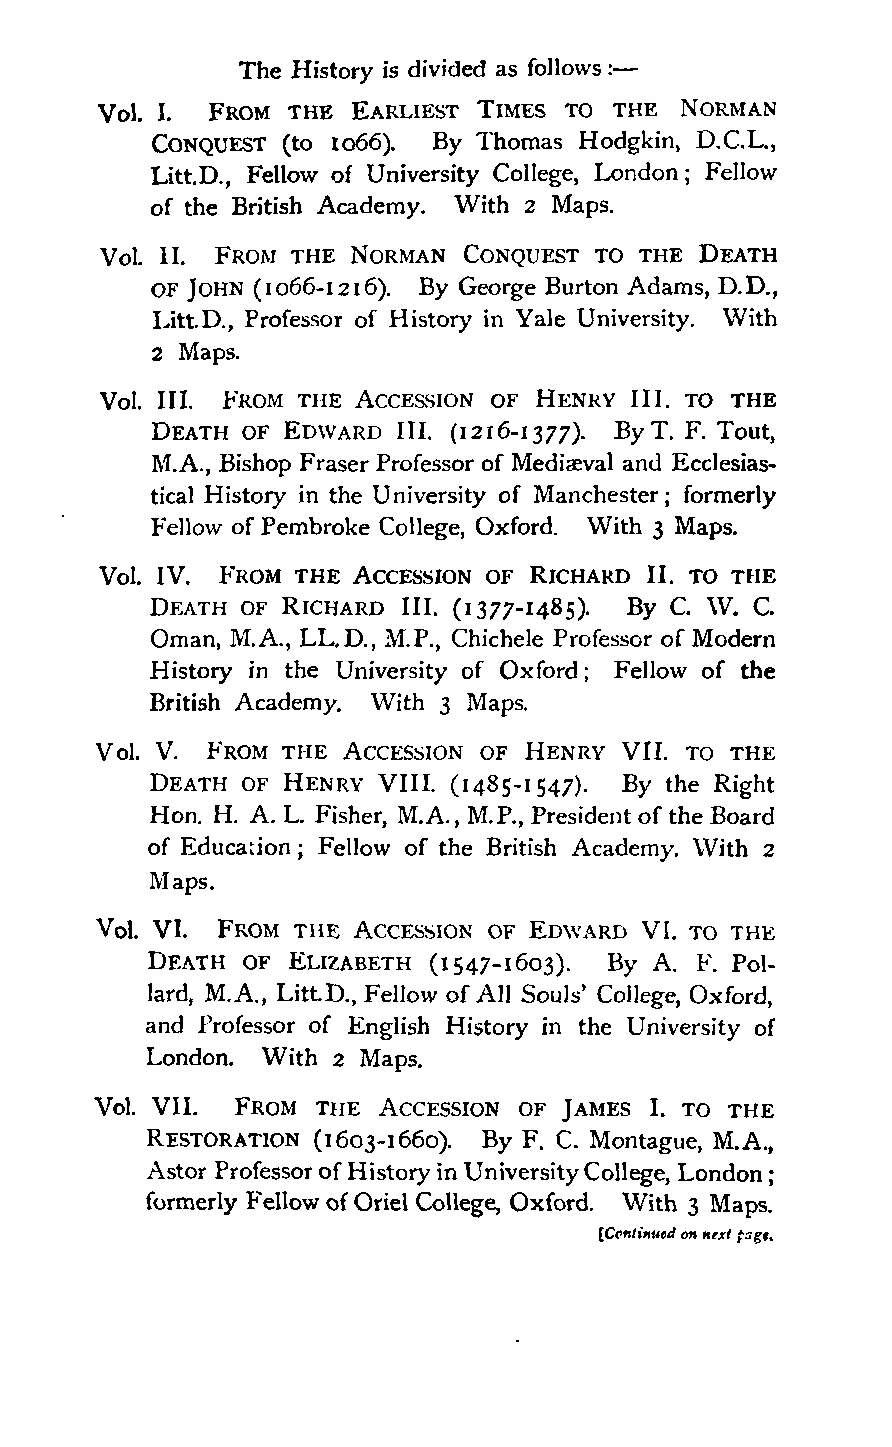 The History is divided as follows :—
Vol. I. FROM THE EARLIEST TIMES TO THE NORMAN
CONQUEST (to 1066). By Thomas Hodgkin, D.C.L.,
Litt.D., Fellow of University College, London ; Fellow
of the British Academy. With 2 Maps.
Vol. II. FROM THE NORMAN CONQUEST TO THE DEATH
OF JOHN (1066-1216). By George Burton Adams, D.D.,
Litt.D., Professor of History in Yale University. With
2 Maps.
Vol. III. FROM THE ACCESSION OF HENRY III. TO THE
DEATH OF EDWARD III. (1216-1377). By T. F. Tout,
M.A., Bishop Fraser Professor of Mediæval and Ecclesias-
tical History in the University of Manchester ; formerly
Fellow of Pembroke College, Oxford. With 3 Maps.
Vol. IV. FROM THE ACCESSION OF RICHARD II. TO THE
DEATH OF RICHARD III. (1377-1485). By C. W. C.
Oman, M.A., LL.D., M.P., Chichele Professor of Modern
History in the University of Oxford ; Fellow of the
British Academy. With 3 Maps.
Vol. V. FROM THE ACCESSION OF HENRY VII. TO THE
DEATH OF HENRY VIII. (1485-1547). By the Right
Hon. H. A. L. Fisher, M.A., M.P., President of the Board
of Education ; Fellow of the British Academy. With 2
Maps.
Vol. VI. FROM THE ACCESSION OF EDWARD VI. TO THE
DEATH OF ELIZABETH (1547-1603). By A. F. Pol-
lard, M.A., Litt.D., Fellow of All Souls' College, Oxford,
and Professor of English History in the University of
London. With 2 Maps.
Vol. VII. FROM THE ACCESSION OF JAMES I. TO THE
RESTORATION (1603-1660). By F. C. Montague, M.A.,
Astor Professor of History in University College, London ;
formerly Fellow of Oriel College, Oxford. With 3 Maps.
[Continued on next page.